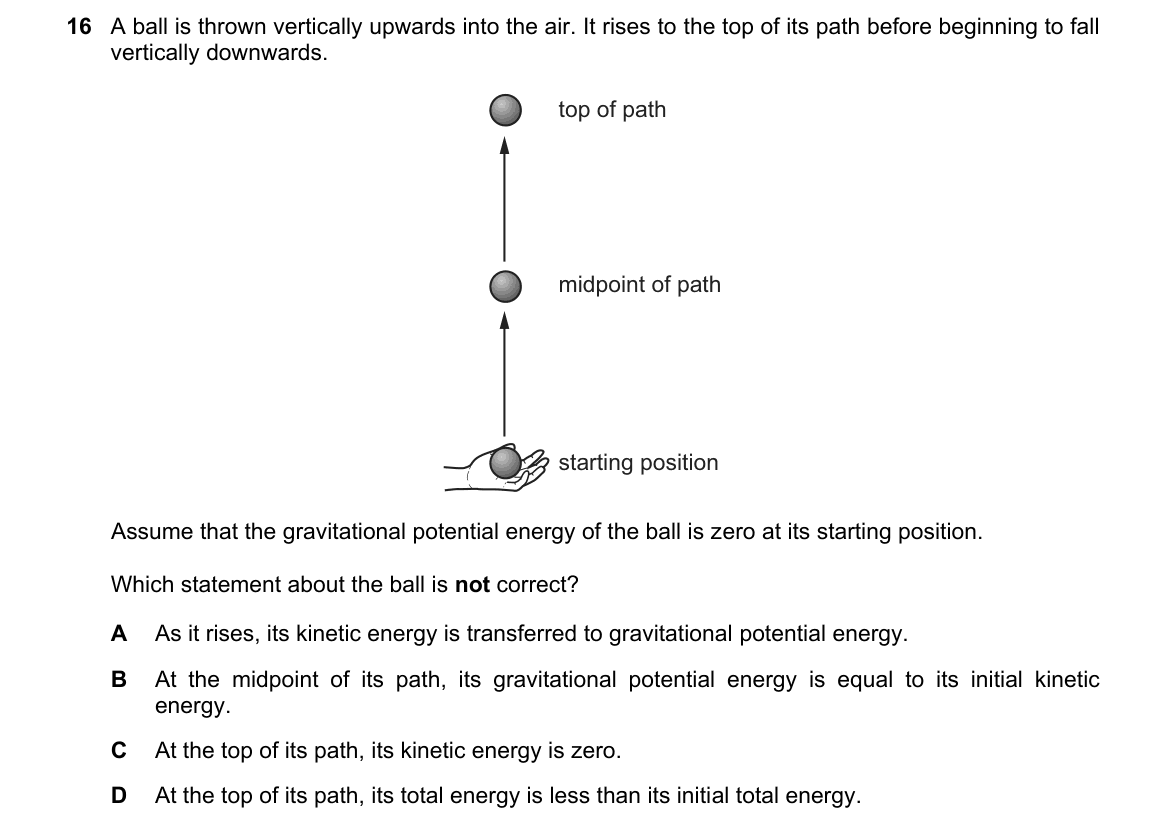 16 A ball is thrown vertically upwards into the air. It rises to the top of its path before beginning to fall
vertically downwards.
top of path
midpoint of path
starting position
Assume that the gravitational potential energy of the ball is zero at its starting position.
Which statement about the ball is not correct?
A As it rises, its kinetic energy is transferred to gravitational potential energy.
B At the midpoint of its path, its gravitational potential energy is equal to its initial kinetic
energy.
C At the top of its path, its kinetic energy is zero.
D At the top of its path, its total energy is less than its initial total energy.